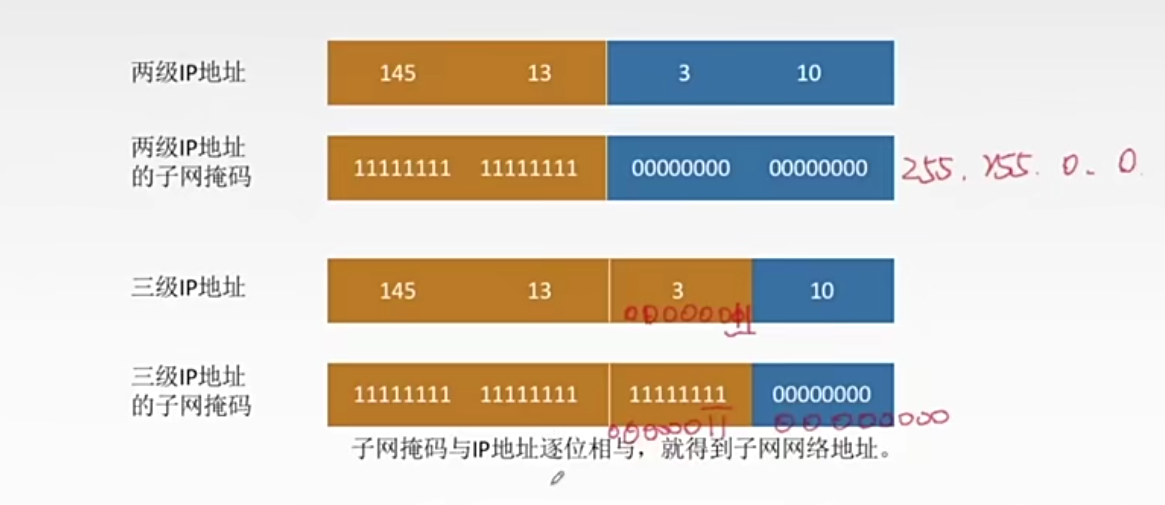 两级IP地址 145 13 3 10
两级IP地址
的子网掩码 11111111 11111111 00000000 00000000 255.255.0.0.
三级IP地址 145 13 3 10
00000011
三级IP地址
的子网掩码 11111111 11111111 11111111 00000000
00000011 00000000
子网掩码与IP地址逐位相与，就得到子网网络地址。